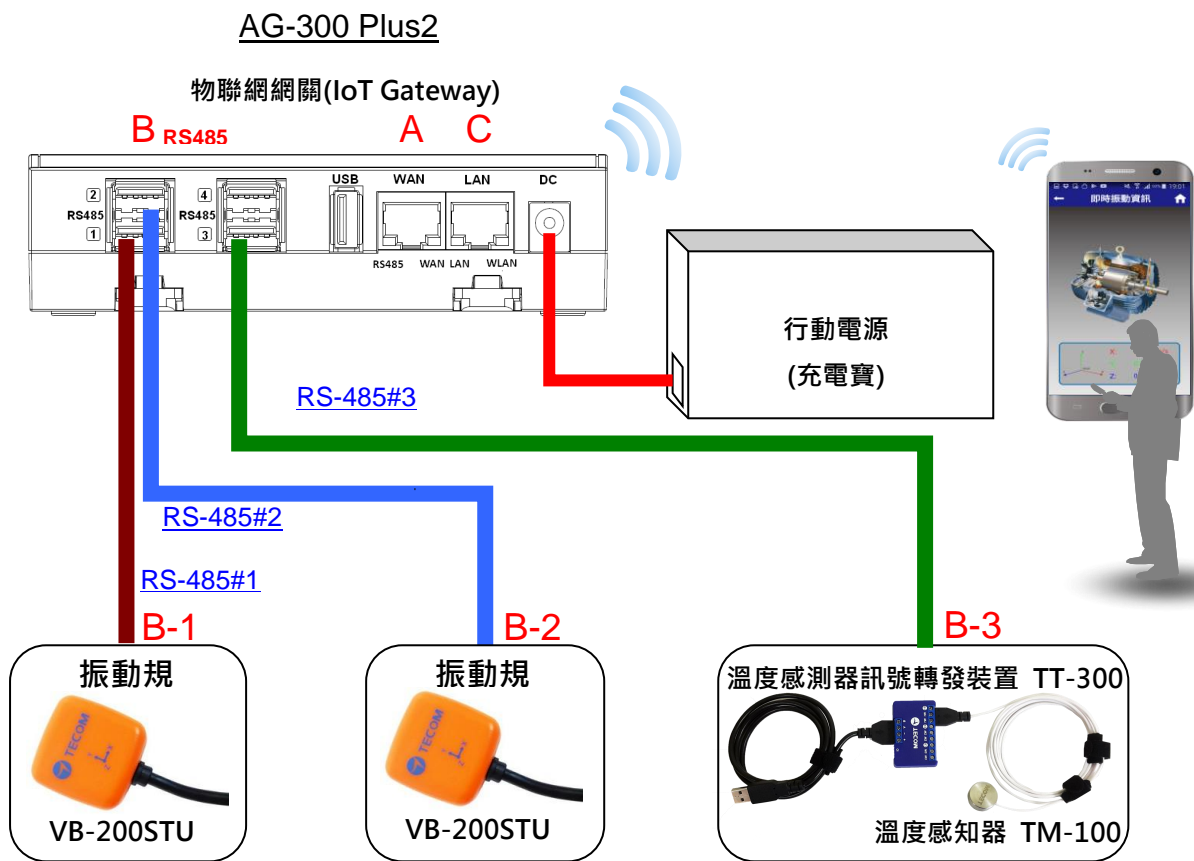 AG-300 Plus2
物聯網網關(IoT Gateway)
B RS485
A
C
USB
WAN
LAN
DC
2
RS485
1
4
RS485
3
RS485
WAN
LAN
WLAN
19:01
即時振動資訊
X:
Z:
行動電源
(充電寶)
RS-485#3
RS-485#2
RS-485#1
B-1
B-2
B-3
振動規
TECOM
VB-200STU
振動規
TECOM
VB-200STU
溫度感測器訊號轉發裝置 TT-300
TECOM
TECOM
溫度感知器 TM-100